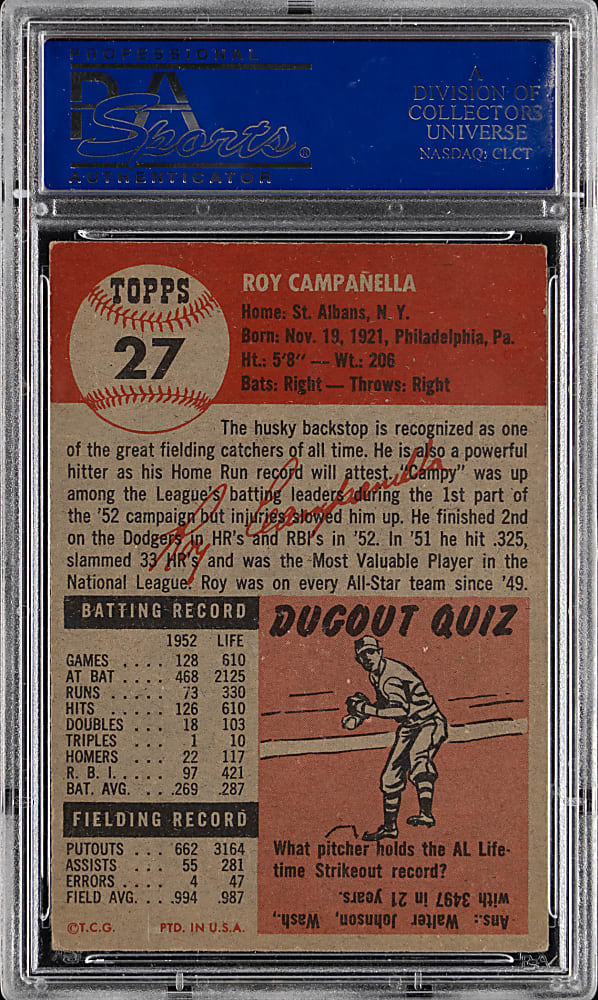 PROFESSIONAL
PSA
Sports®
AUTHENTICATOR
A
DIVISION OF
COLLECTORS
UNIVERSE
NASDAQ: CLCT
TOPPS
27
ROY CAMPAÑELLA
Home: St. Albans, N. Y.
Born: Nov. 19, 1921, Philadelphia, Pa.
Ht.: 5'8" — Wt.: 206
Bats: Right — Throws: Right
The husky backstop is recognized as one
of the great fielding catchers of all time. He is also a powerful
hitter as his Home Run record will attest. "Campy" was up
among the League's batting leaders during the 1st part of
the '52 campaign but injuries slowed him up. He finished 2nd
on the Dodgers in HR's and RBI's in '52. In '51 he hit .325,
slammed 33 HR's and was the Most Valuable Player in the
National League. Roy was on every All-Star team since '49.
Roy Campanella
BATTING RECORD
1952 LIFE
GAMES .... 128 610
AT BAT .... 468 2125
RUNS .... 73 330
HITS ..... 126 610
DOUBLES .. 18 103
TRIPLES ... 1 10
HOMERS .. 22 117
R. B. I. .... 97 421
BAT. AVG. ... .269 .287
FIELDING RECORD
PUTOUTS .. 662 3164
ASSISTS ... 55 281
ERRORS .... 4 47
FIELD AVG. .. .994 .987
©T.C.G. PTD. IN U.S.A.
DUGOUT QUIZ
What pitcher holds the AL Life-
time Strikeout record?
Ans.: Walter Johnson, Wash.,
with 3497 in 21 years.